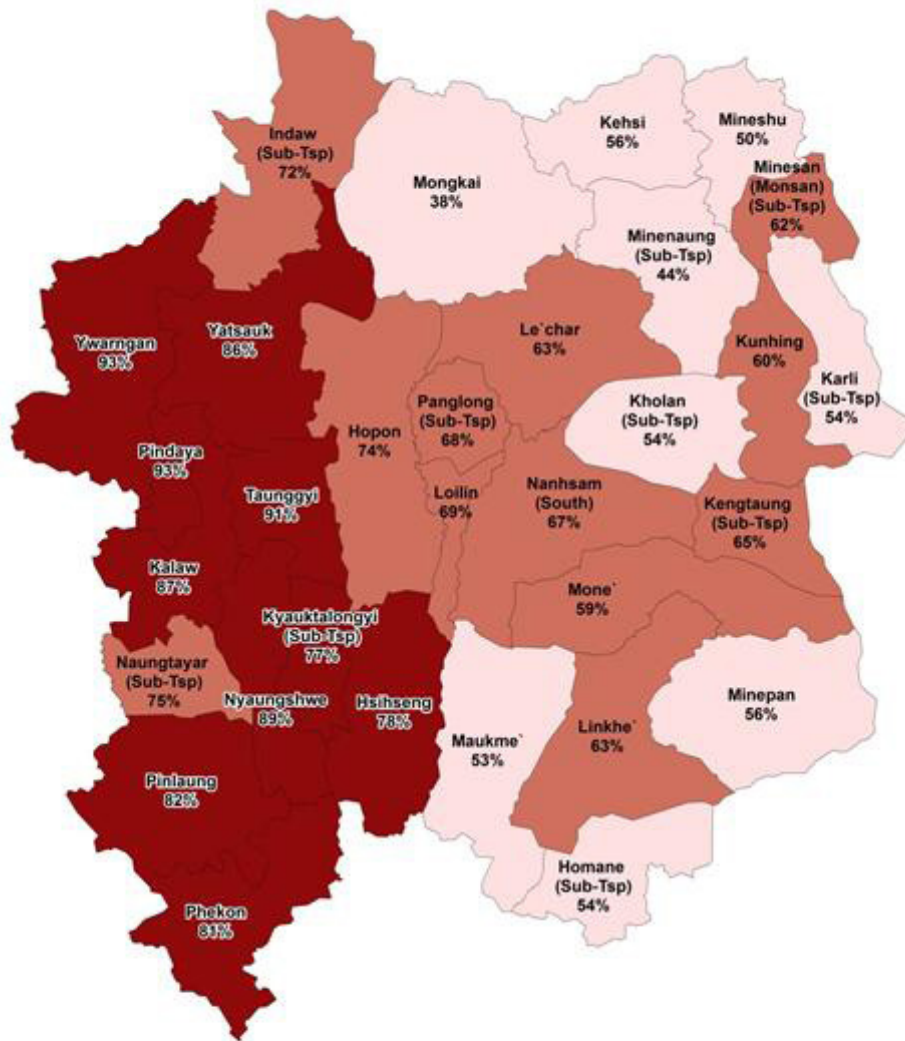 Indaw
(Sub-Tsp)
72%
Kehsi
56%
Mineshu
50%
Mongkai
38%
Minesan
(Monsan)
(Sub-Tsp)
62%
Minenaung
(Sub-Tsp)
44%
Ywarngan
93%
Yatsauk
86%
Le`char
63%
Kunhing
60%
Karli
(Sub-Tsp)
54%
Panglong
(Sub-Tsp)
68%
Kholan
(Sub-Tsp)
54%
Hopon
74%
Pindaya
93%
Taunggyi
91%
Loilin
69%
Nanhsam
(South)
67%
Kengtaung
(Sub-Tsp)
65%
Kalaw
87%
Mone`
59%
Kyauktalongyi
(Sub-Tsp)
77%
Naungtayar
(Sub-Tsp)
75%
Nyaungshwe
89%
Hsihseng
78%
Minepan
56%
Maukme`
53%
Linkhe`
63%
Pinlaung
82%
Homane
(Sub-Tsp)
54%
Phekon
81%